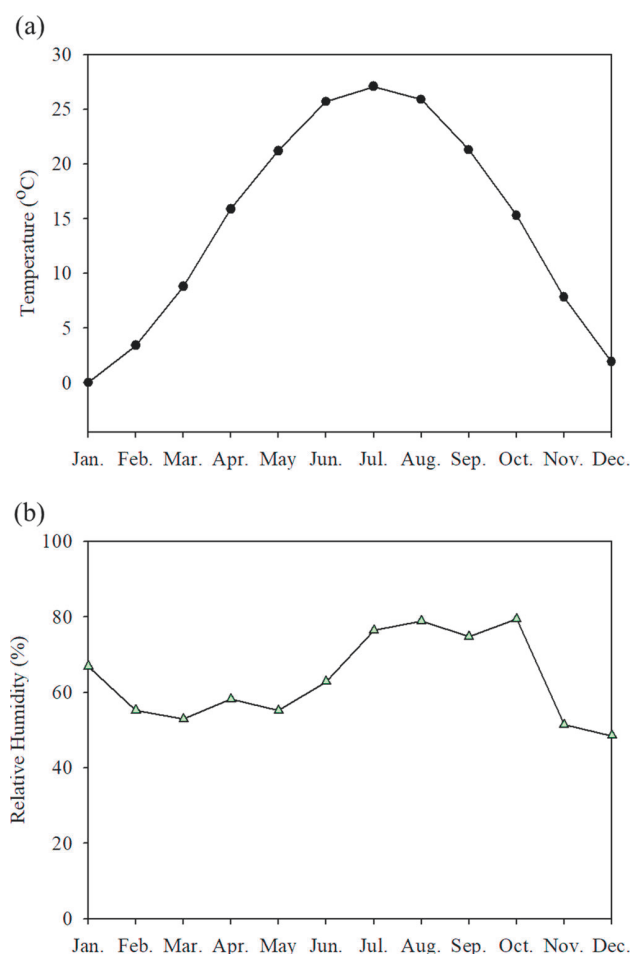 (a)
Temperature (°C)
30
25
20
15
10
5
0
Jan. Feb. Mar. Apr. May Jun. Jul. Aug. Sep. Oct. Nov. Dec.
(b)
Relative Humidity (%)
100
80
60
40
20
0
Jan. Feb. Mar. Apr. May Jun. Jul. Aug. Sep. Oct. Nov. Dec.